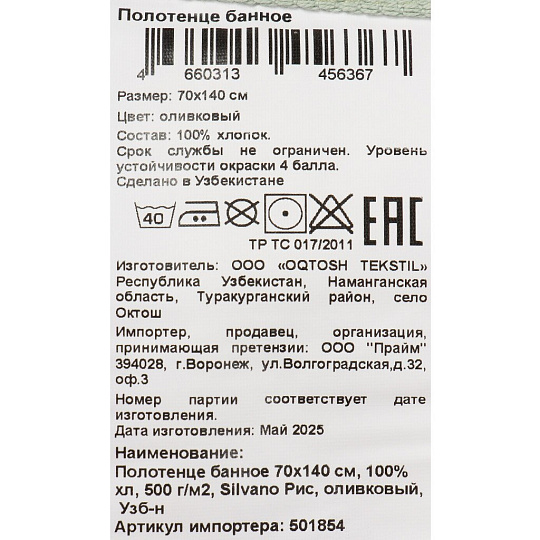 Полотенце банное
4 660313 456367
Размер: 70х140 см
Цвет: оливковый
Состав: 100% хлопок.
Срок службы не ограничен. Уровень
устойчивости окраски 4 балла.
Сделано в Узбекистане
40
EAC
ТР ТС 017/2011
Изготовитель: ООО «OQTOSH TEKSTIL»
Республика Узбекистан, Наманганская
область, Туракурганский район, село
Октош
Импортер, продавец, организация,
принимающая претензии: ООО "Прайм"
394028, г.Воронеж, ул.Волгоградская,д.32,
оф.3
Номер партии соответствует дате
изготовления.
Дата изготовления: Май 2025
Наименование:
Полотенце банное 70х140 см, 100%
хл, 500 г/м2, Silvano Рис, оливковый,
Узб-н
Артикул импортера: 501854